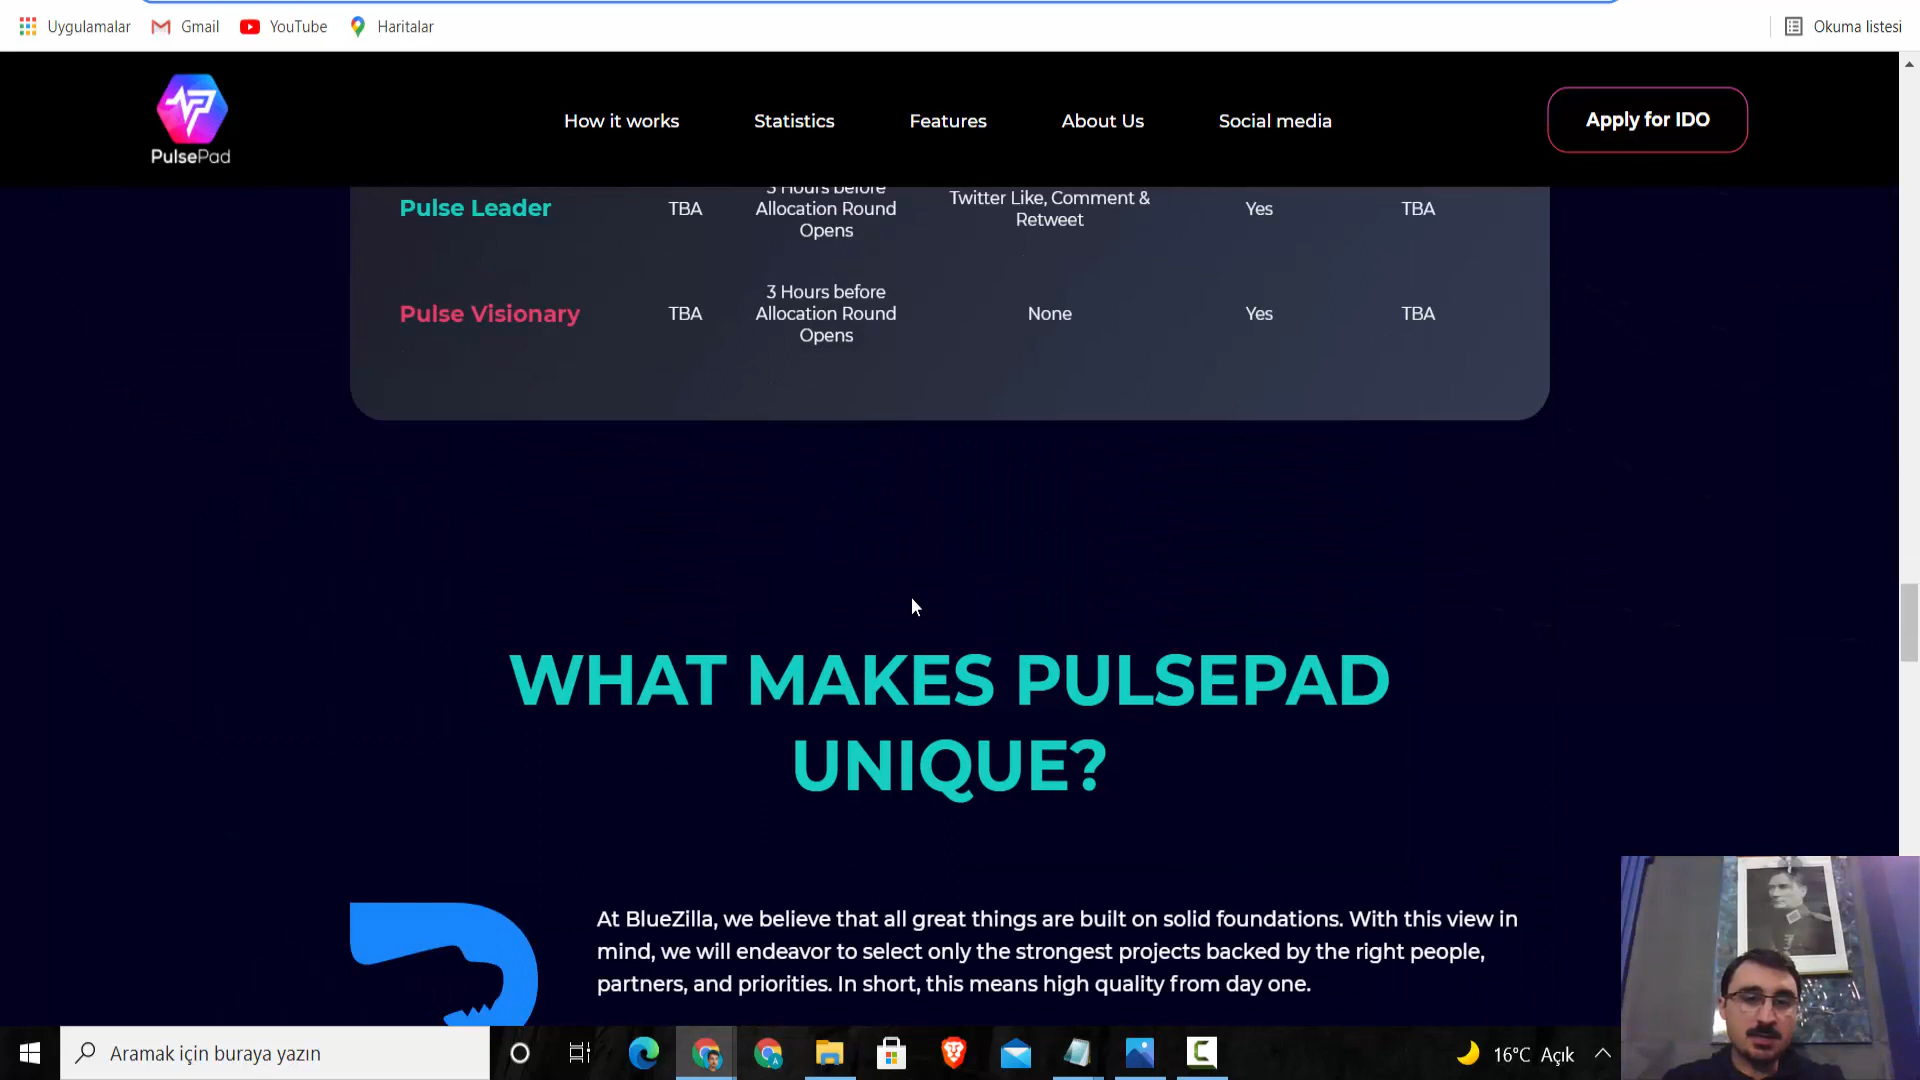 Uygulamalar Gmail YouTube Haritalar Okuma listesi
PulsePad
How it works Statistics Features About Us Social media Apply for IDO
3 Hours before
Allocation Round
Opens
Twitter Like, Comment &
Retweet
Pulse Leader TBA Yes TBA
3 Hours before
Allocation Round
Opens
Pulse Visionary TBA None Yes TBA
WHAT MAKES PULSEPAD
UNIQUE?
At BlueZilla, we believe that all great things are built on solid foundations. With this view in
mind, we will endeavor to select only the strongest projects backed by the right people,
partners, and priorities. In short, this means high quality from day one.
Aramak için buraya yazın 16°C Açık